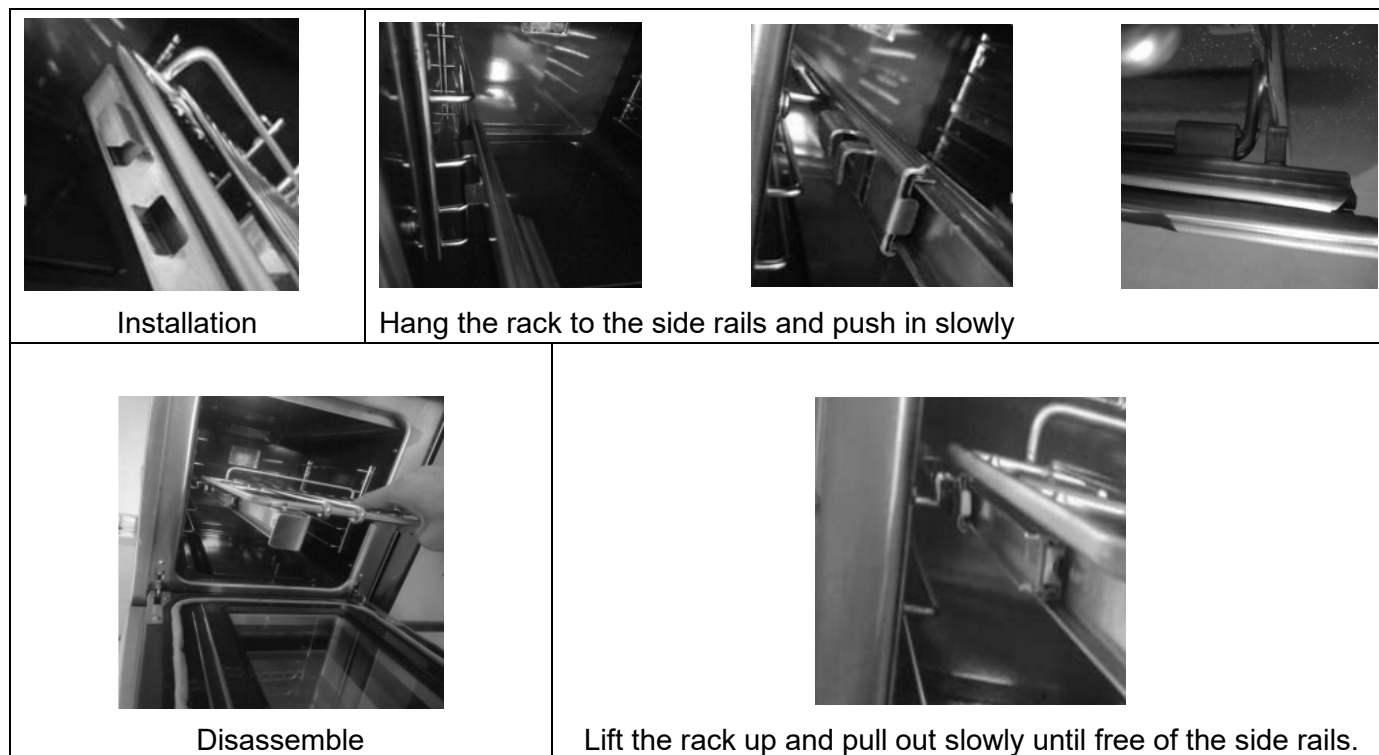 Installation
Hang the rack to the side rails and push in slowly
Disassemble
Lift the rack up and pull out slowly until free of the side rails.